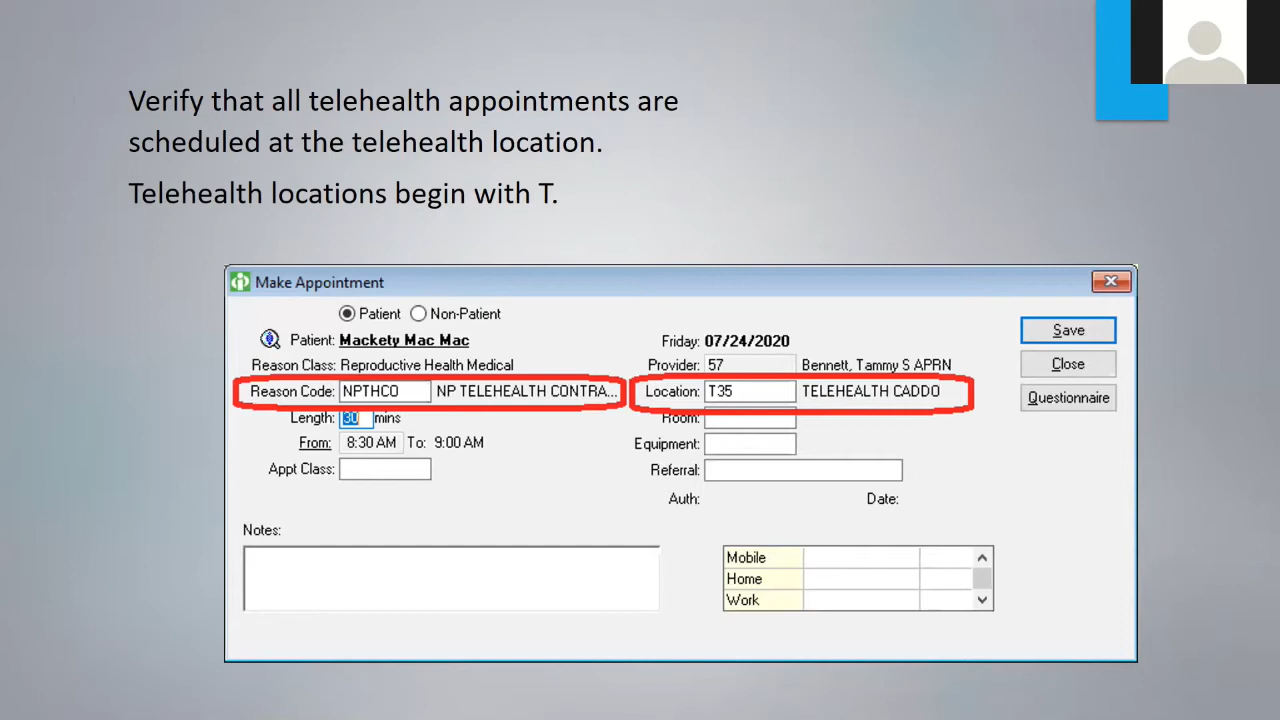 Verify that all telehealth appointments are
scheduled at the telehealth location.
Telehealth locations begin with T.
Make Appointment
Patient Non-Patient
Patient: Mackety Mac Mac
Friday: 07/24/2020
Save
Reason Class: Reproductive Health Medical
Provider: 57 Bennett, Tammy S APRN
Close
Reason Code: NPTHCO NP TELEHEALTH CONTRA...
Location: T35 TELEHEALTH CADDO
Questionnaire
Length: 30 mins
Room:
From: 8:30 AM To: 9:00 AM
Equipment:
Appt Class:
Referral:
Auth: Date:
Notes:
Mobile
Home
Work